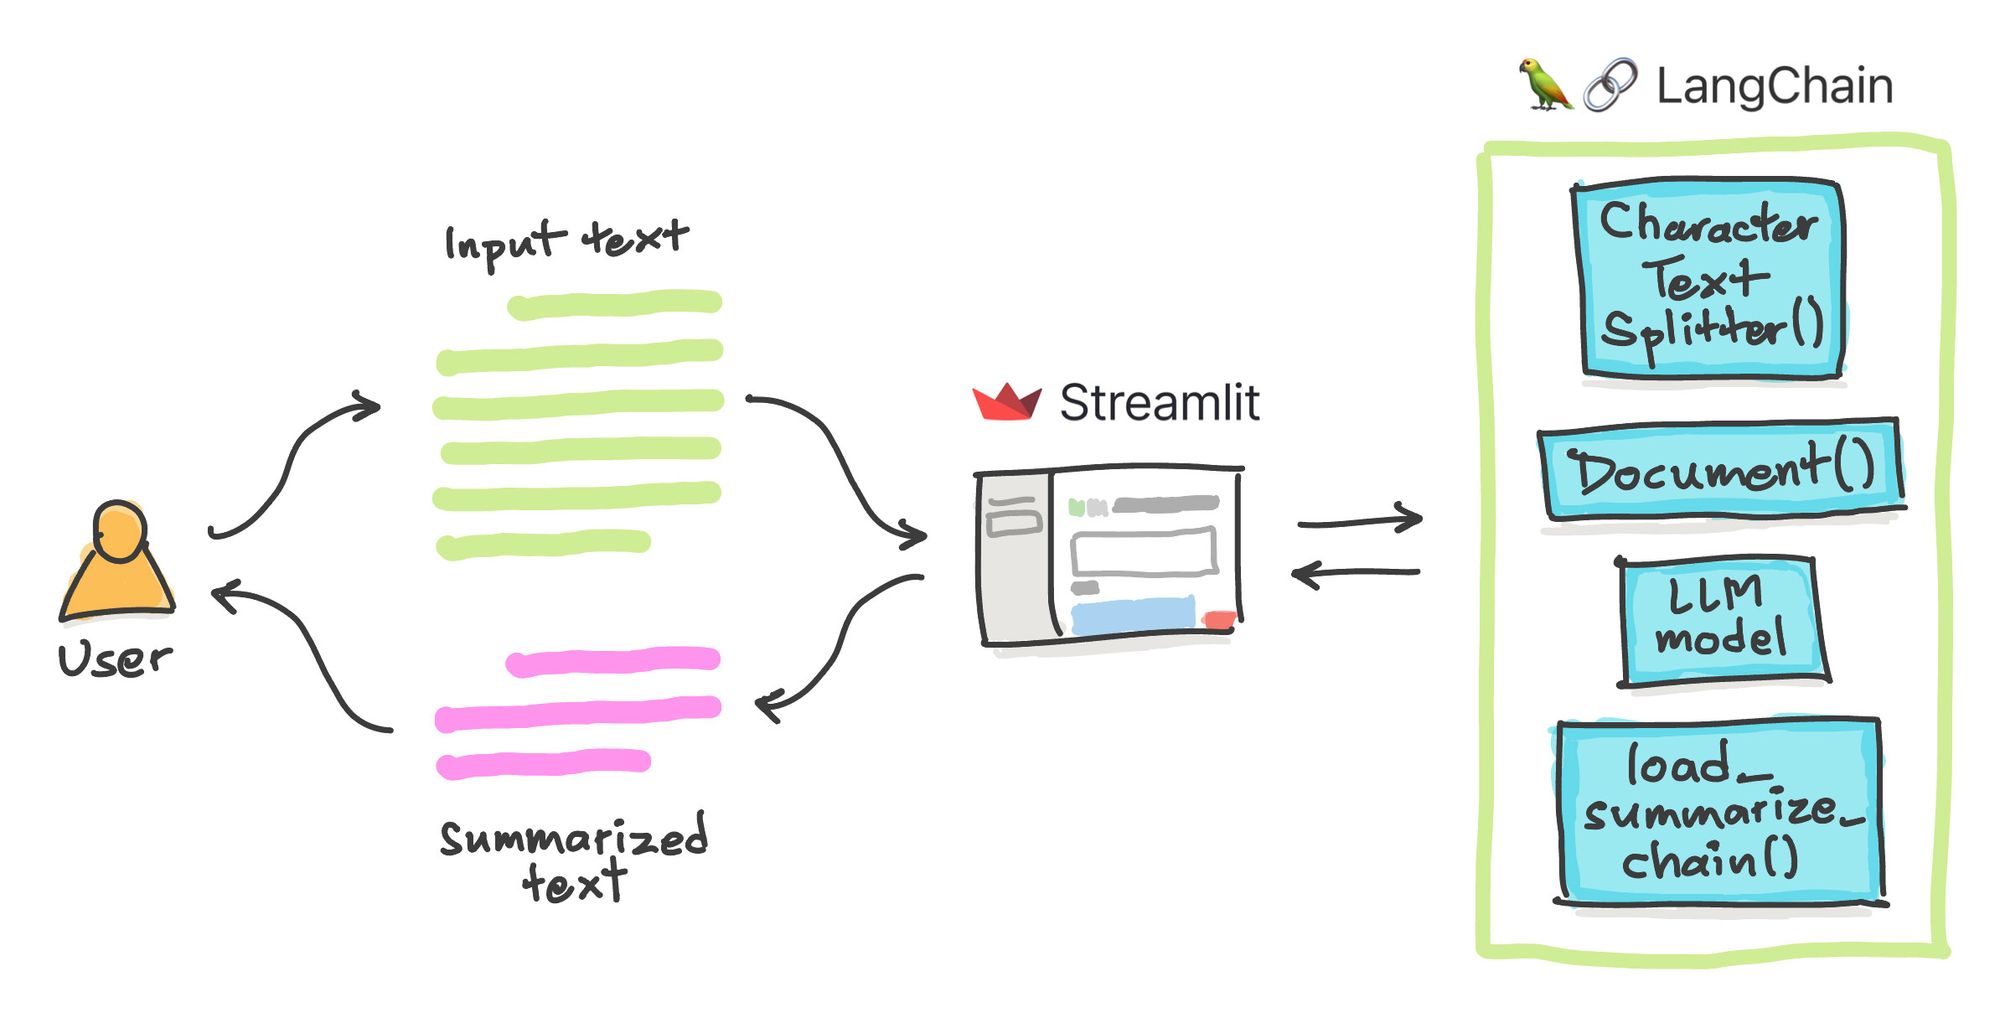 LangChain
Input text
Character
Text
Splitter()
Streamlit
Document()
LLM
model
User
load_
summarize_
chain()
Summarized
text